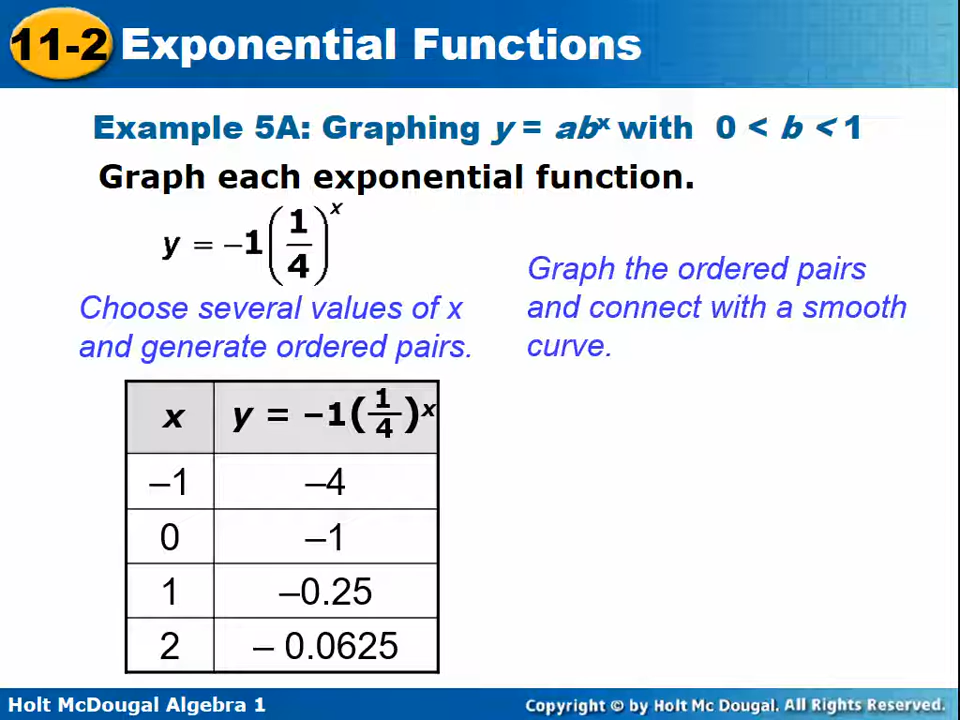 11-2 Exponential Functions
Example 5A: Graphing y = abˣ with 0 < b < 1
Graph each exponential function.
y = –1(1/4)ˣ
Choose several values of x
and generate ordered pairs.
Graph the ordered pairs
and connect with a smooth
curve.
x y = –1(1/4)ˣ
–1 –4
0 –1
1 –0.25
2 – 0.0625
Holt McDougal Algebra 1
Copyright © by Holt Mc Dougal. All Rights Reserved.